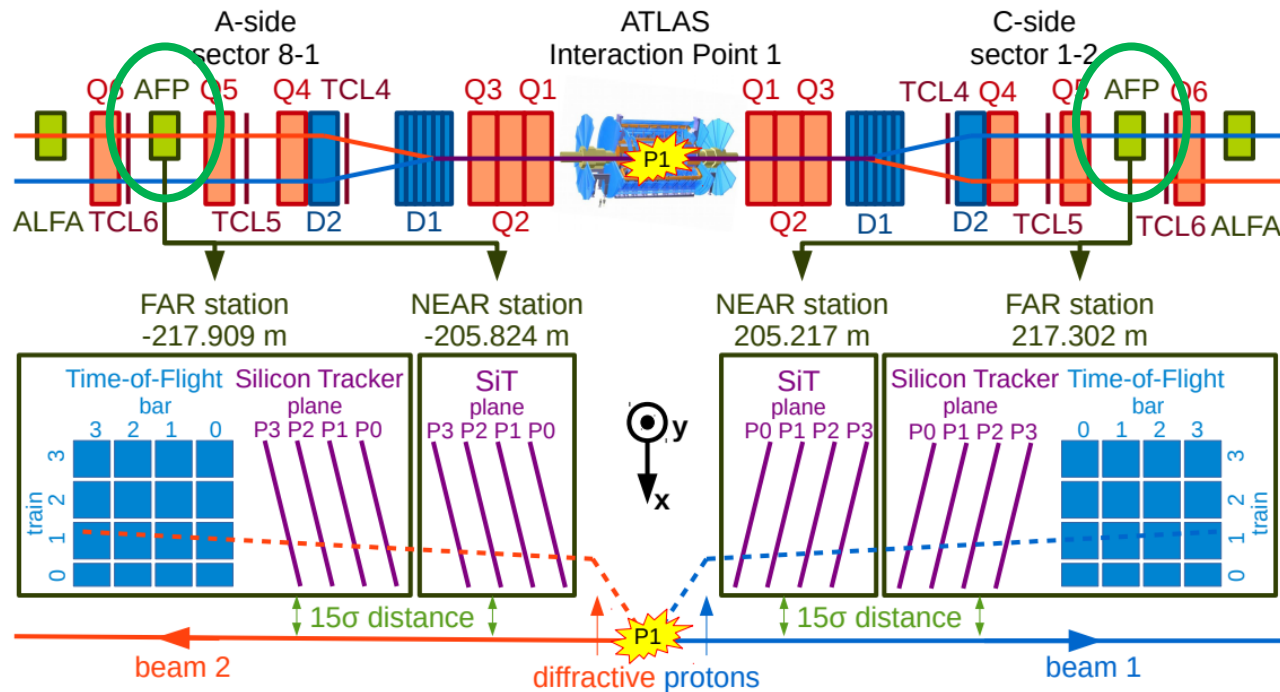 A-side
sector 8-1
ATLAS
Interaction Point 1
C-side
sector 1-2
Q6 AFP Q5 Q4 TCL4 Q3 Q1
Q1 Q3 TCL4 Q4 Q5 AFP Q6
P1
ALFA TCL6 TCL5 D2 D1 Q2
Q2 D1 D2 TCL5 TCL6 ALFA
FAR station
-217.909 m
NEAR station
-205.824 m
NEAR station
205.217 m
FAR station
217.302 m
Time-of-Flight
bar
3 2 1 0
train
3
2
1
0
Silicon Tracker
plane
P3 P2 P1 P0
SiT
plane
P3 P2 P1 P0
y
x
SiT
plane
P0 P1 P2 P3
Silicon Tracker
plane
P0 P1 P2 P3
Time-of-Flight
bar
0 1 2 3
3
2
1
0
train
15σ distance
15σ distance
P1
beam 2
diffractive protons
beam 1